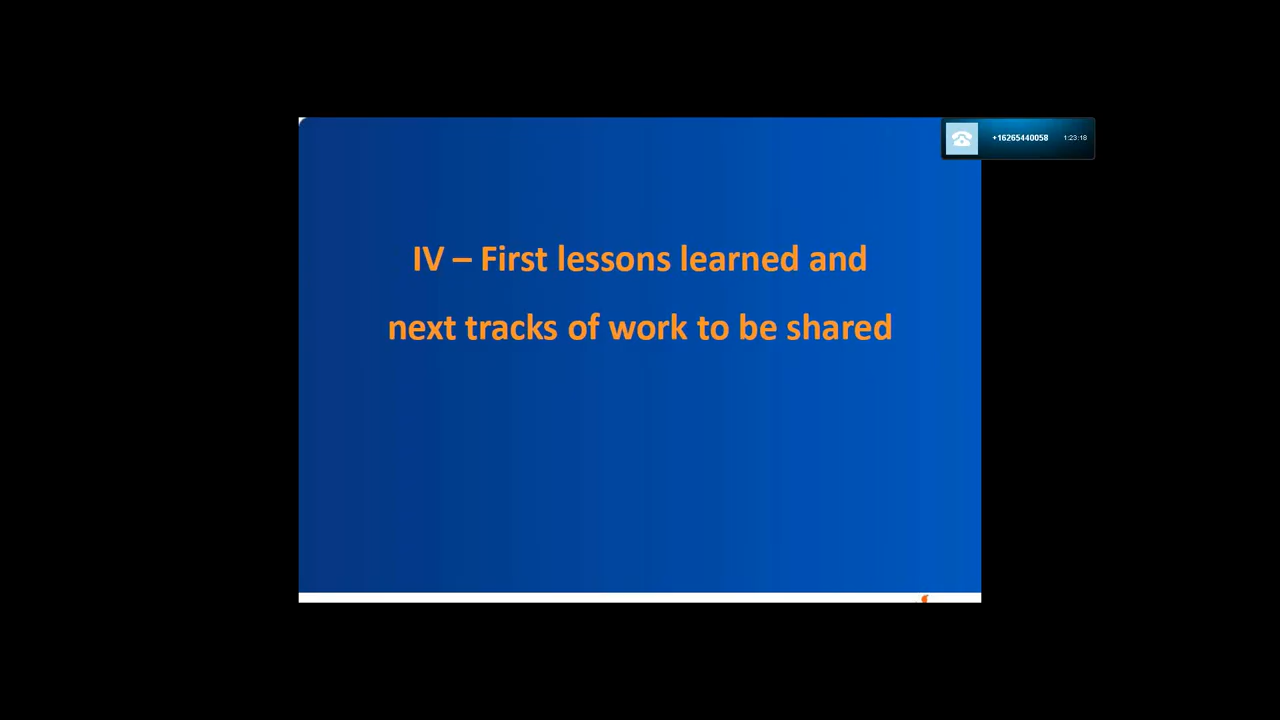 +16265440058 1:23:18
IV – First lessons learned and
next tracks of work to be shared